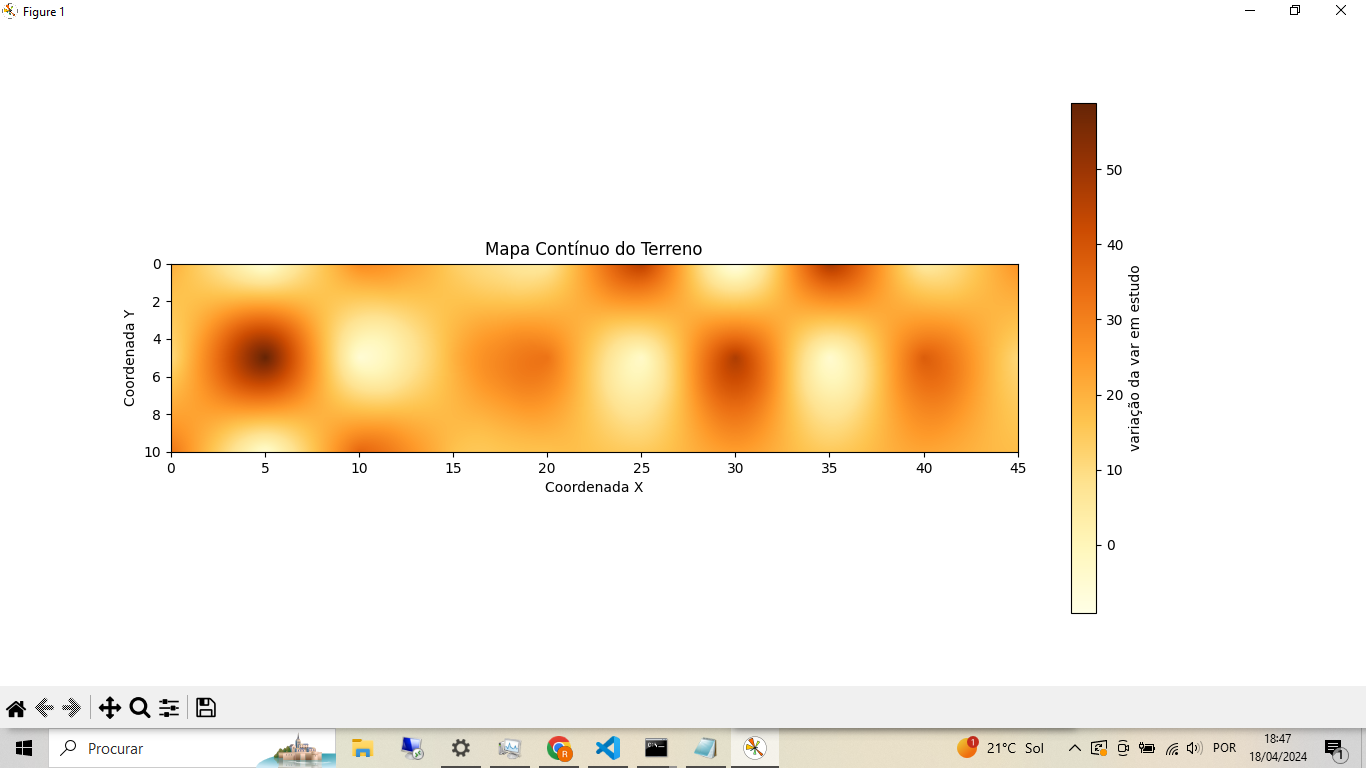 Figure 1
Mapa Contínuo do Terreno
0
2
4
6
8
10
Coordenada Y
0 5 10 15 20 25 30 35 40 45
Coordenada X
50
40
30
20
10
0
variação da var em estudo
Procurar
R
1
21°C Sol
POR
18:47
18/04/2024
1